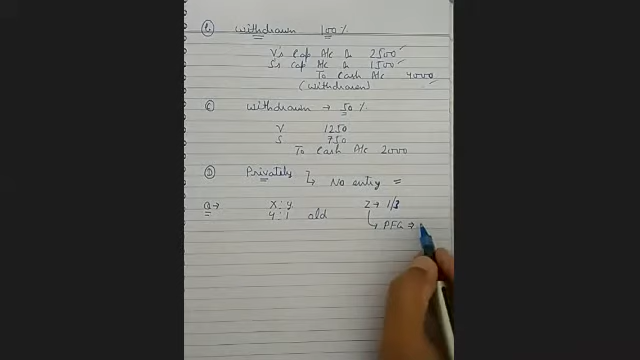 (b) Withdrawn 100%
V's Cap A/c Dr 2500
S's Cap A/c Dr 1500
To Cash A/c 4000
(Withdrawn)
(c) Withdrawn → 50%
V 1250
S 750
To Cash A/c 2000
(D) Privately → No entry =
Q → X : Y Z → 1/3
4 : 1 old
→ PFG ⇒